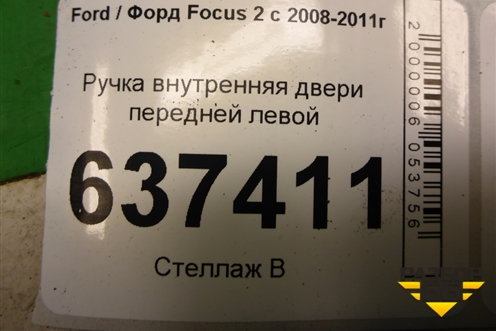 Ford / Форд Focus 2 с 2008-2011г
Ручка внутренняя двери
передней левой
637411
Стеллаж В
2000006053756